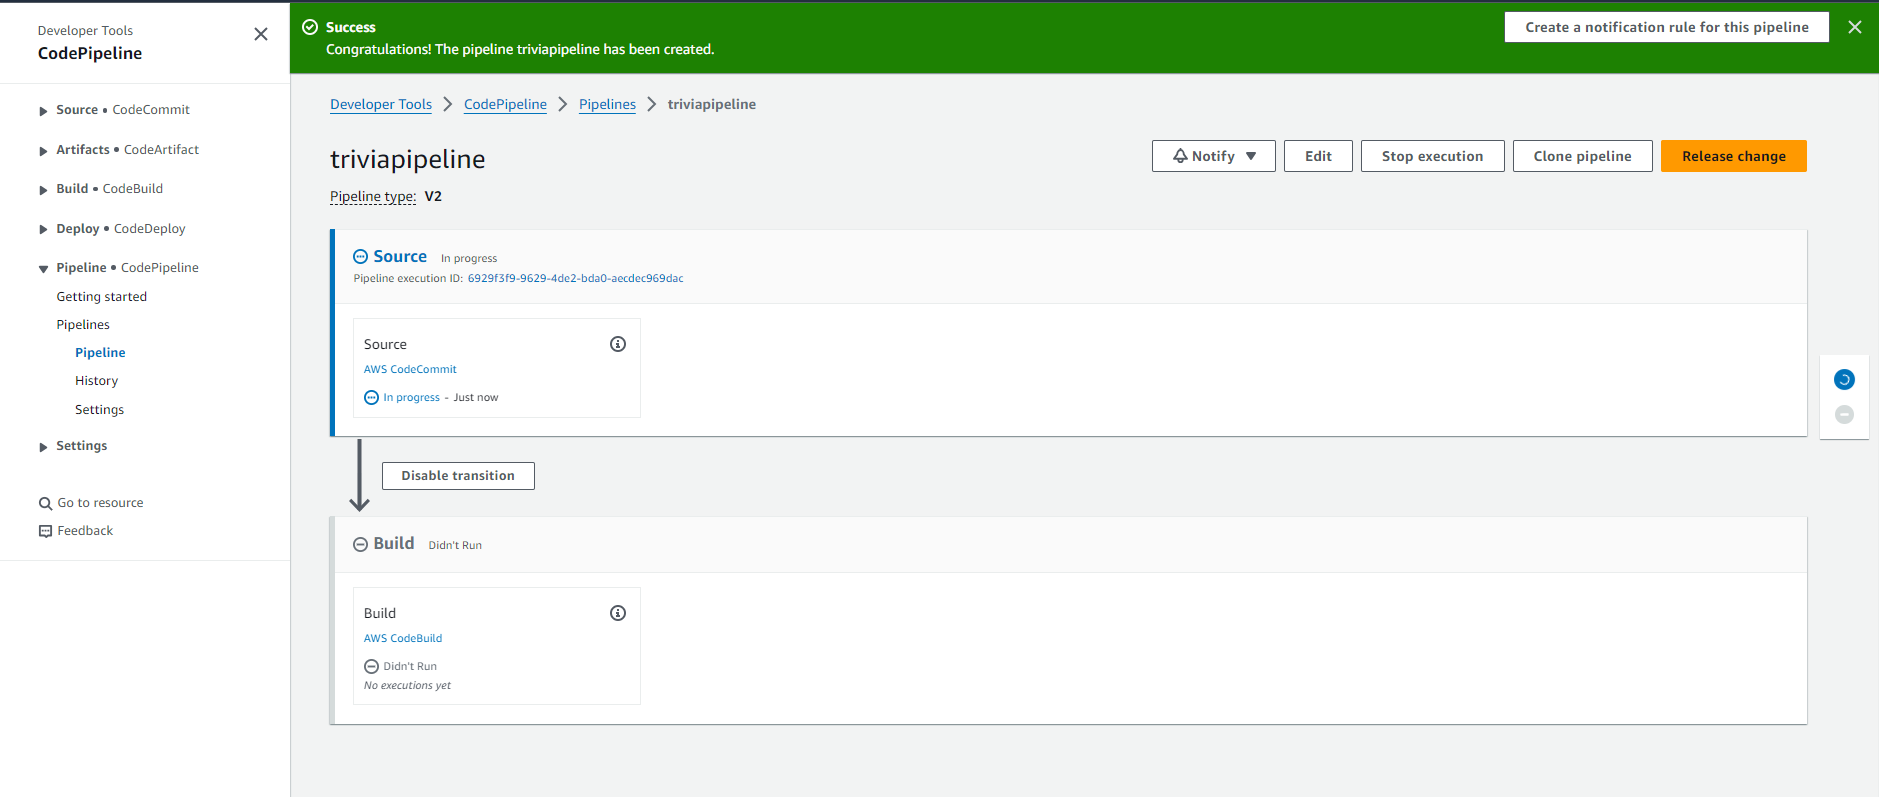 Developer Tools
CodePipeline
Source • CodeCommit
Artifacts • CodeArtifact
Build • CodeBuild
Deploy • CodeDeploy
Pipeline • CodePipeline
Getting started
Pipelines
Pipeline
History
Settings
Settings
Go to resource
Feedback
Success
Congratulations! The pipeline triviapipeline has been created.
Create a notification rule for this pipeline
Developer Tools > CodePipeline > Pipelines > triviapipeline
triviapipeline
Notify
Edit
Stop execution
Clone pipeline
Release change
Pipeline type: V2
Source In progress
Pipeline execution ID: 6929f3f9-9629-4de2-bda0-aecdec969dac
Source
AWS CodeCommit
In progress - Just now
Disable transition
Build Didn't Run
Build
AWS CodeBuild
Didn't Run
No executions yet